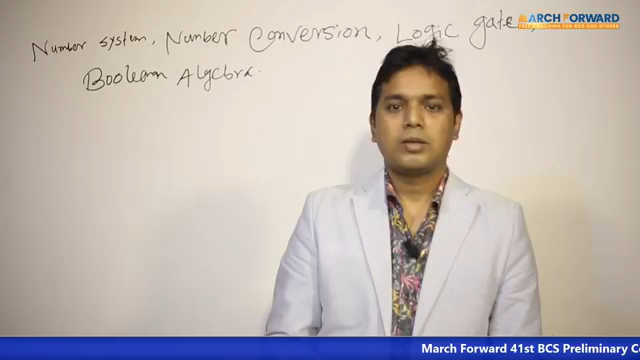 MARCH FORWARD
Number system, Number Conversion, Logic gate,
Boolean Algebra.
March Forward 41st BCS Preliminary C